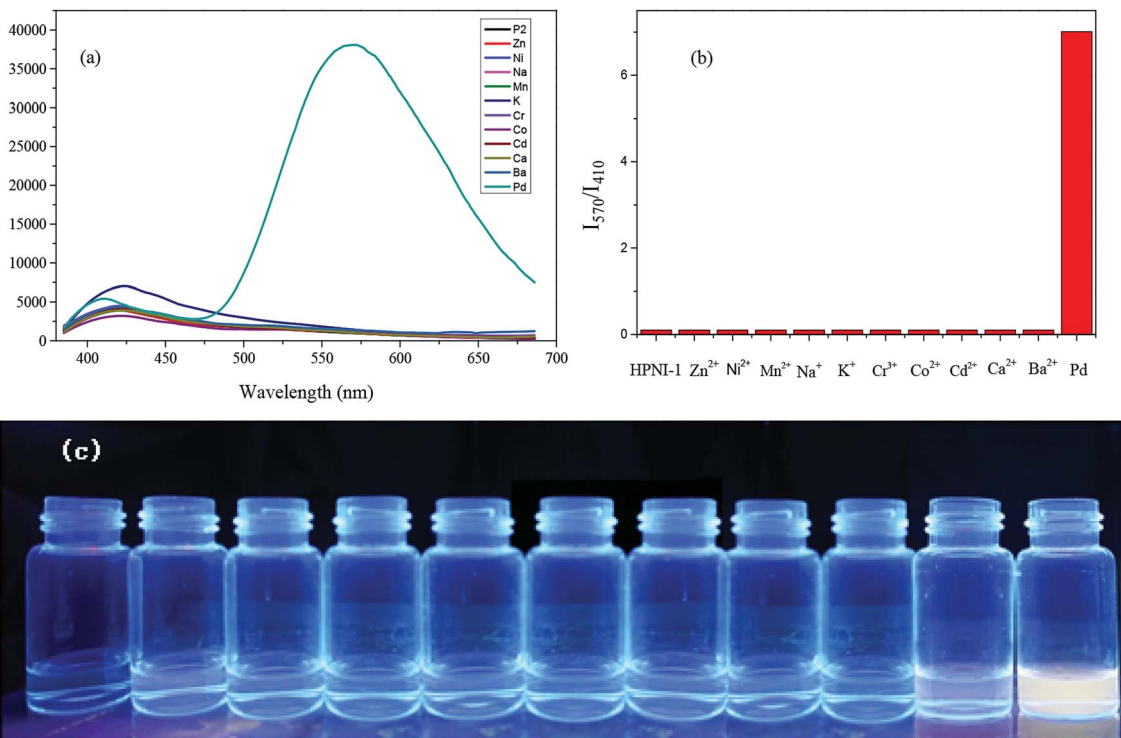 (a)
40000
35000
30000
25000
20000
15000
10000
5000
0
400 450 500 550 600 650 700
Wavelength (nm)
P2
Zn
Ni
Na
Mn
K
Cr
Co
Cd
Ca
Ba
Pd
(b)
I570/I410
6
4
2
0
HPNI-1 Zn2+ Ni2+ Mn2+ Na+ K+ Cr3+ Co2+ Cd2+ Ca2+ Ba2+ Pd
(c)